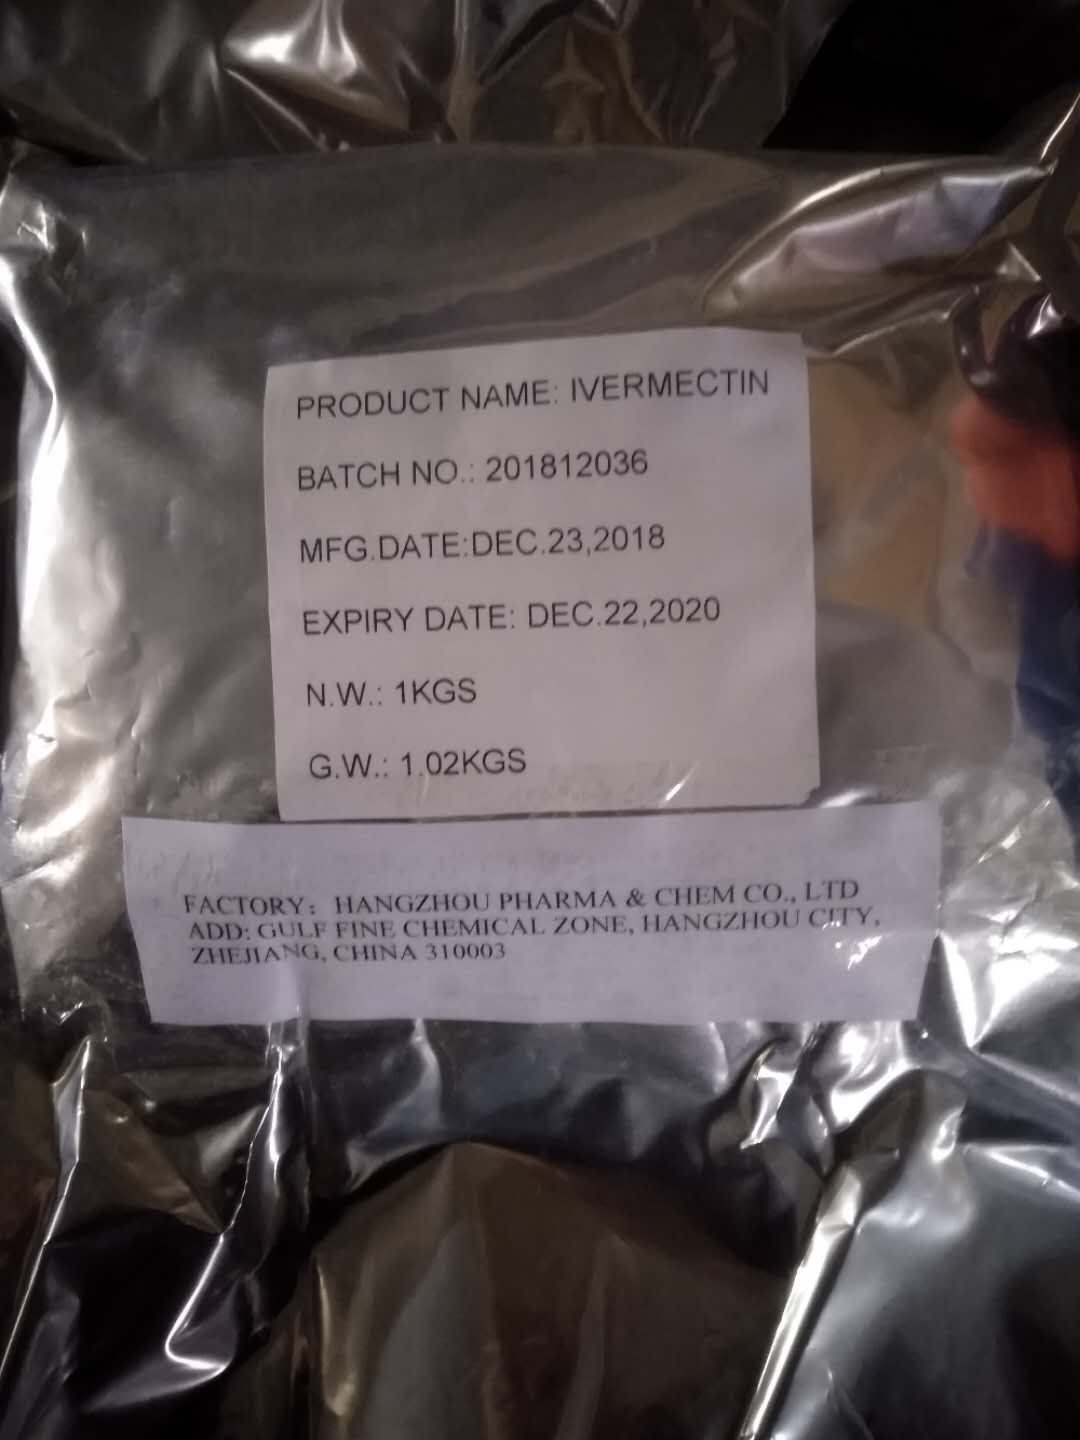 PRODUCT NAME: IVERMECTIN
BATCH NO.: 201812036
MFG.DATE:DEC.23,2018
EXPIRY DATE: DEC.22,2020
N.W.: 1KGS
G.W.: 1.02KGS
FACTORY: HANGZHOU PHARMA & CHEM CO., LTD
ADD: GULF FINE CHEMICAL ZONE, HANGZHOU CITY,
ZHEJIANG, CHINA 310003